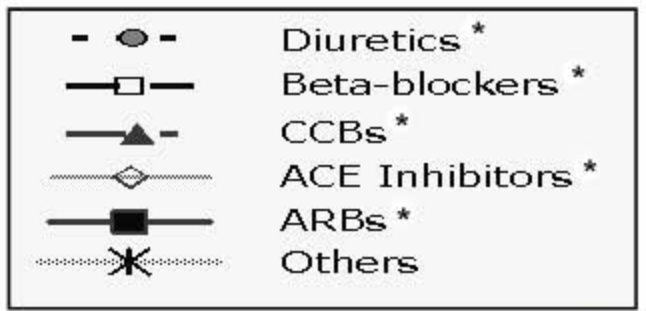 Diuretics *
Beta-blockers *
CCBs *
ACE Inhibitors *
ARBs *
Others